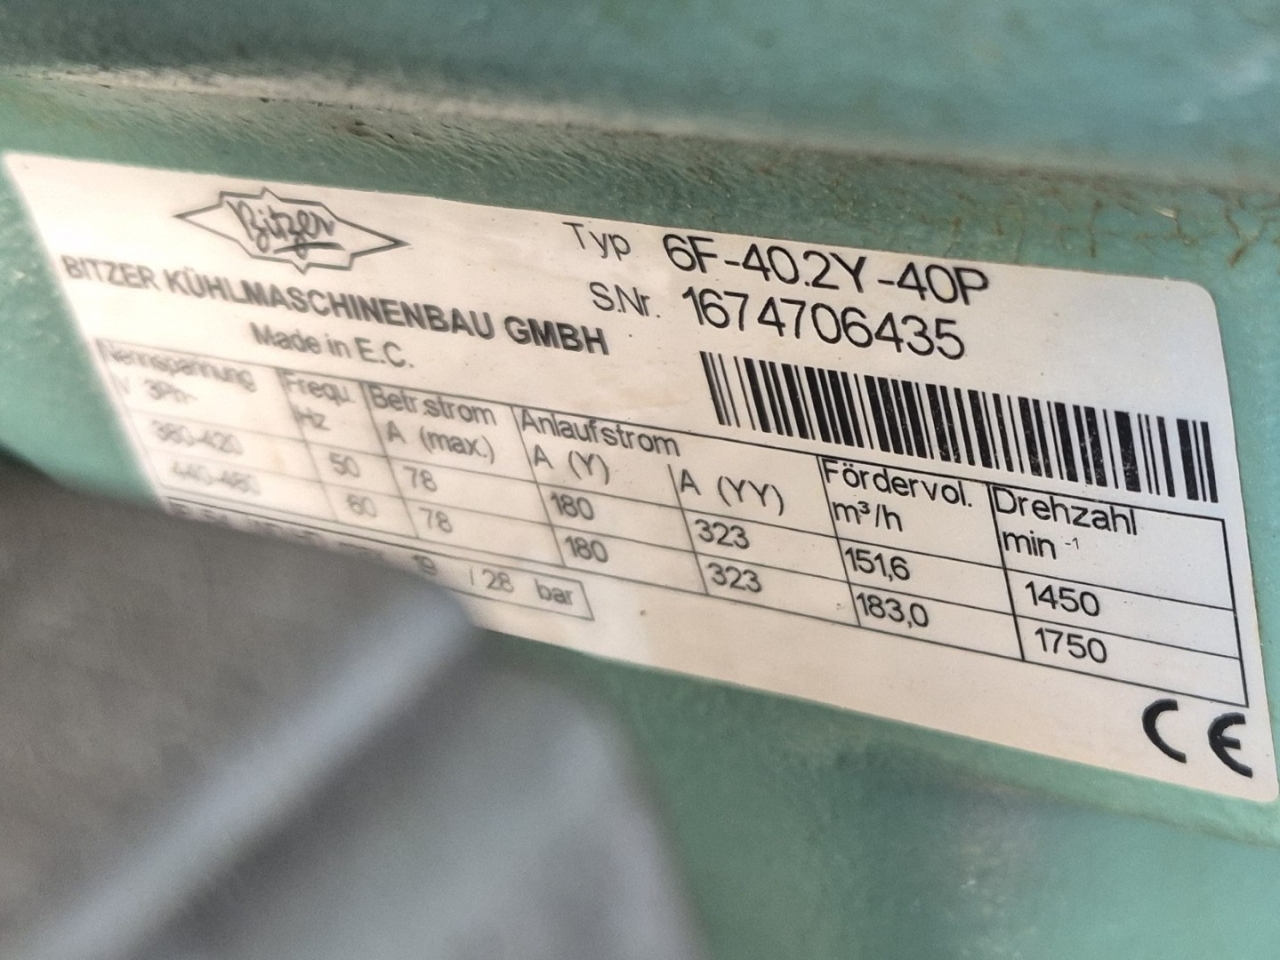 Bitzer
Typ 6F-40.2Y-40P
S.Nr. 1674706435
BITZER KÜHLMASCHINENBAU GMBH
Made in E.C.
Nennspannung Frequ. Betr.strom Anlaufstrom Fördervol. Drehzahl
V 3Ph~ Hz A (max.) A (Y) A (YY) m³/h min -1
380-420 50 78 180 323 151,6 1450
440-480 60 78 180 323 183,0 1750
19 / 28 bar
CE